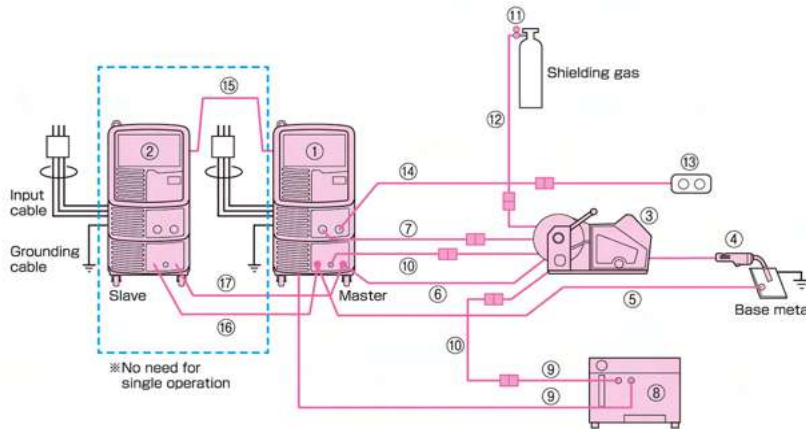 ⑪
Shielding gas
⑮
⑫
②
①
⑭
⑬
Input
cable
③
⑦
④
⑩
Grounding
cable
⑰
Slave
Master
⑥
⑤
Base metal
⑯
⑩
※No need for
single operation
⑨
⑨
⑧